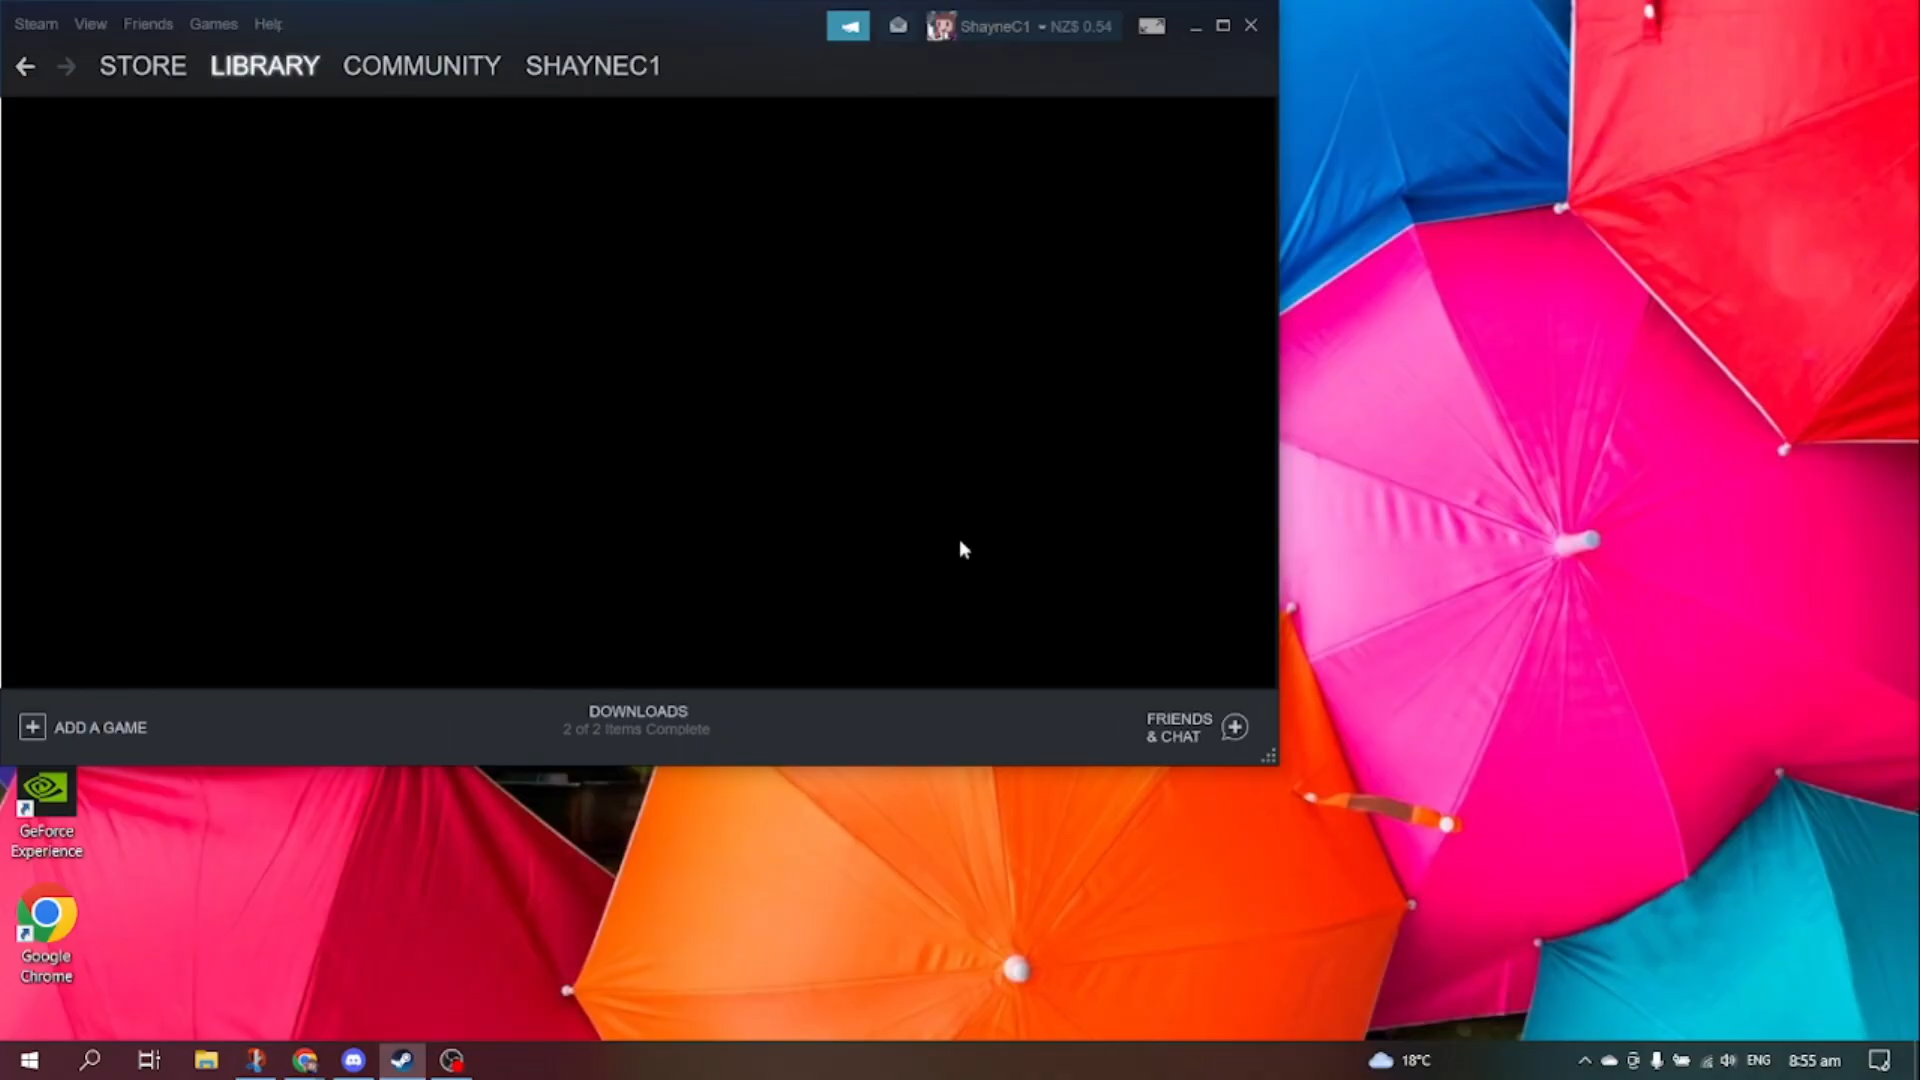 Steam View Friends Games Help
ShayneC1 NZ$ 0.54
STORE LIBRARY COMMUNITY SHAYNEC1
ADD A GAME
DOWNLOADS
2 of 2 Items Complete
FRIENDS
& CHAT
GeForce
Experience
Google
Chrome
18°C
ENG
8:55 am